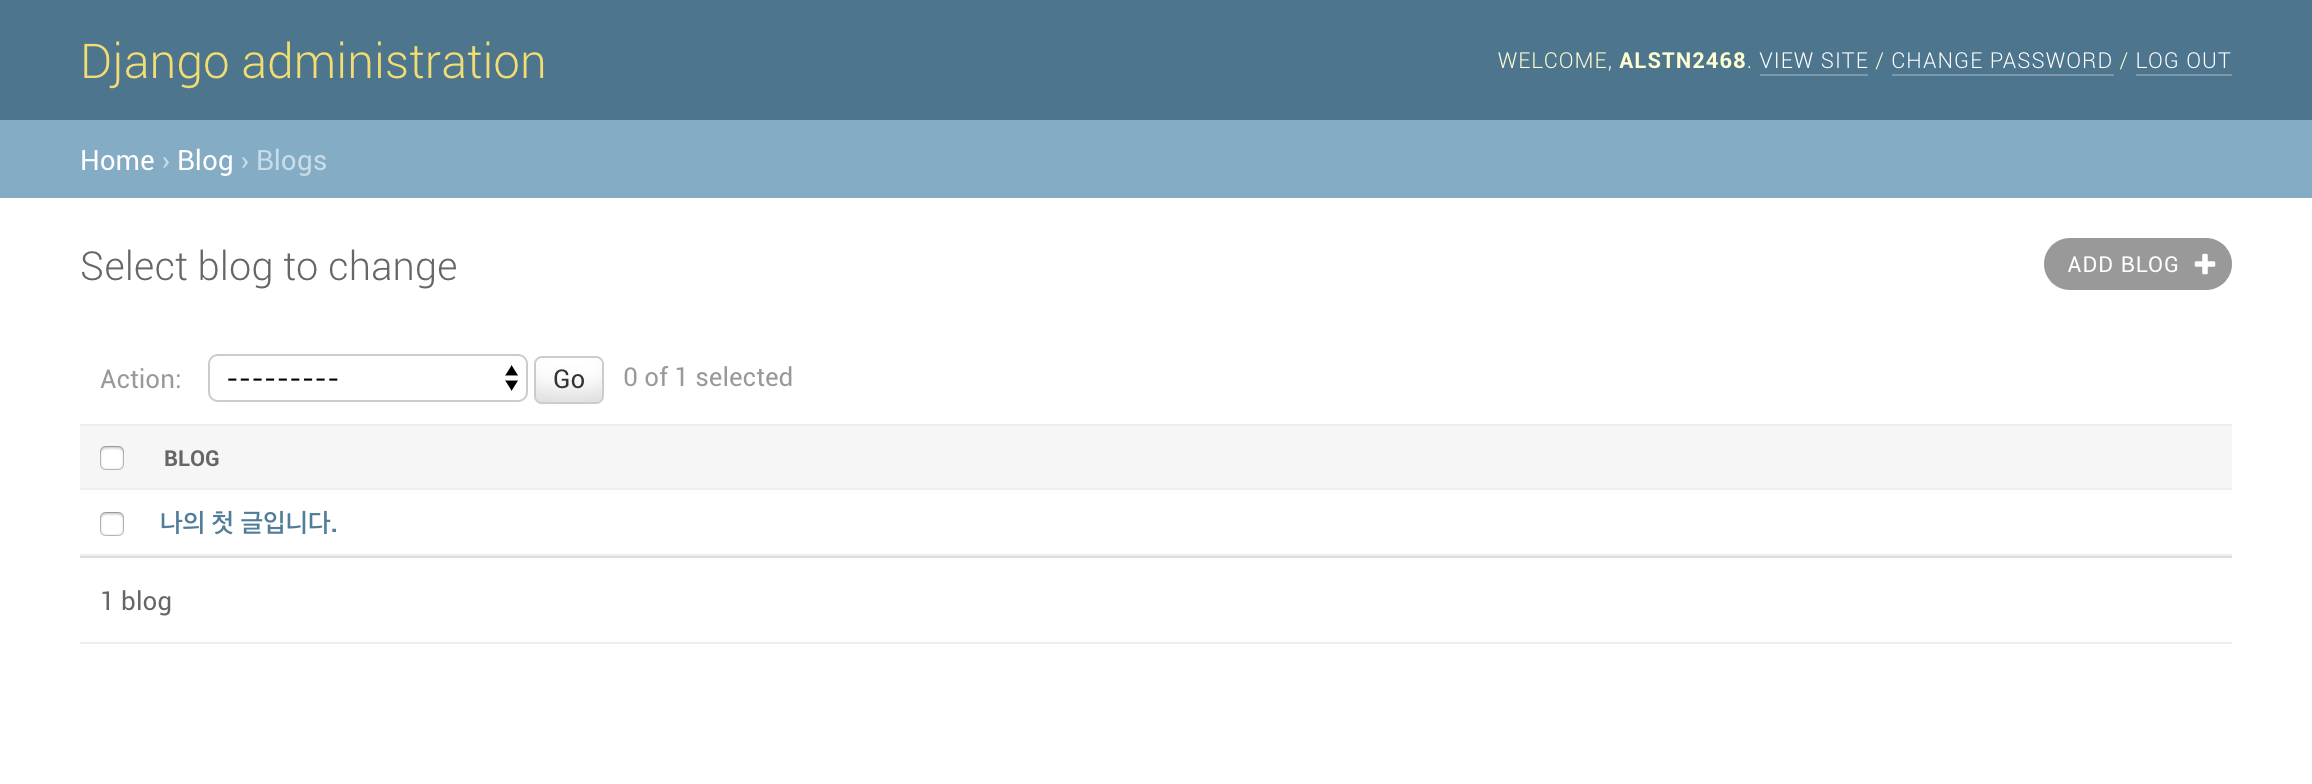 Django administration
WELCOME, ALSTN2468. VIEW SITE / CHANGE PASSWORD / LOG OUT
Home › Blog › Blogs
Select blog to change
ADD BLOG
Action: --------- Go 0 of 1 selected
BLOG
나의 첫 글입니다.
1 blog